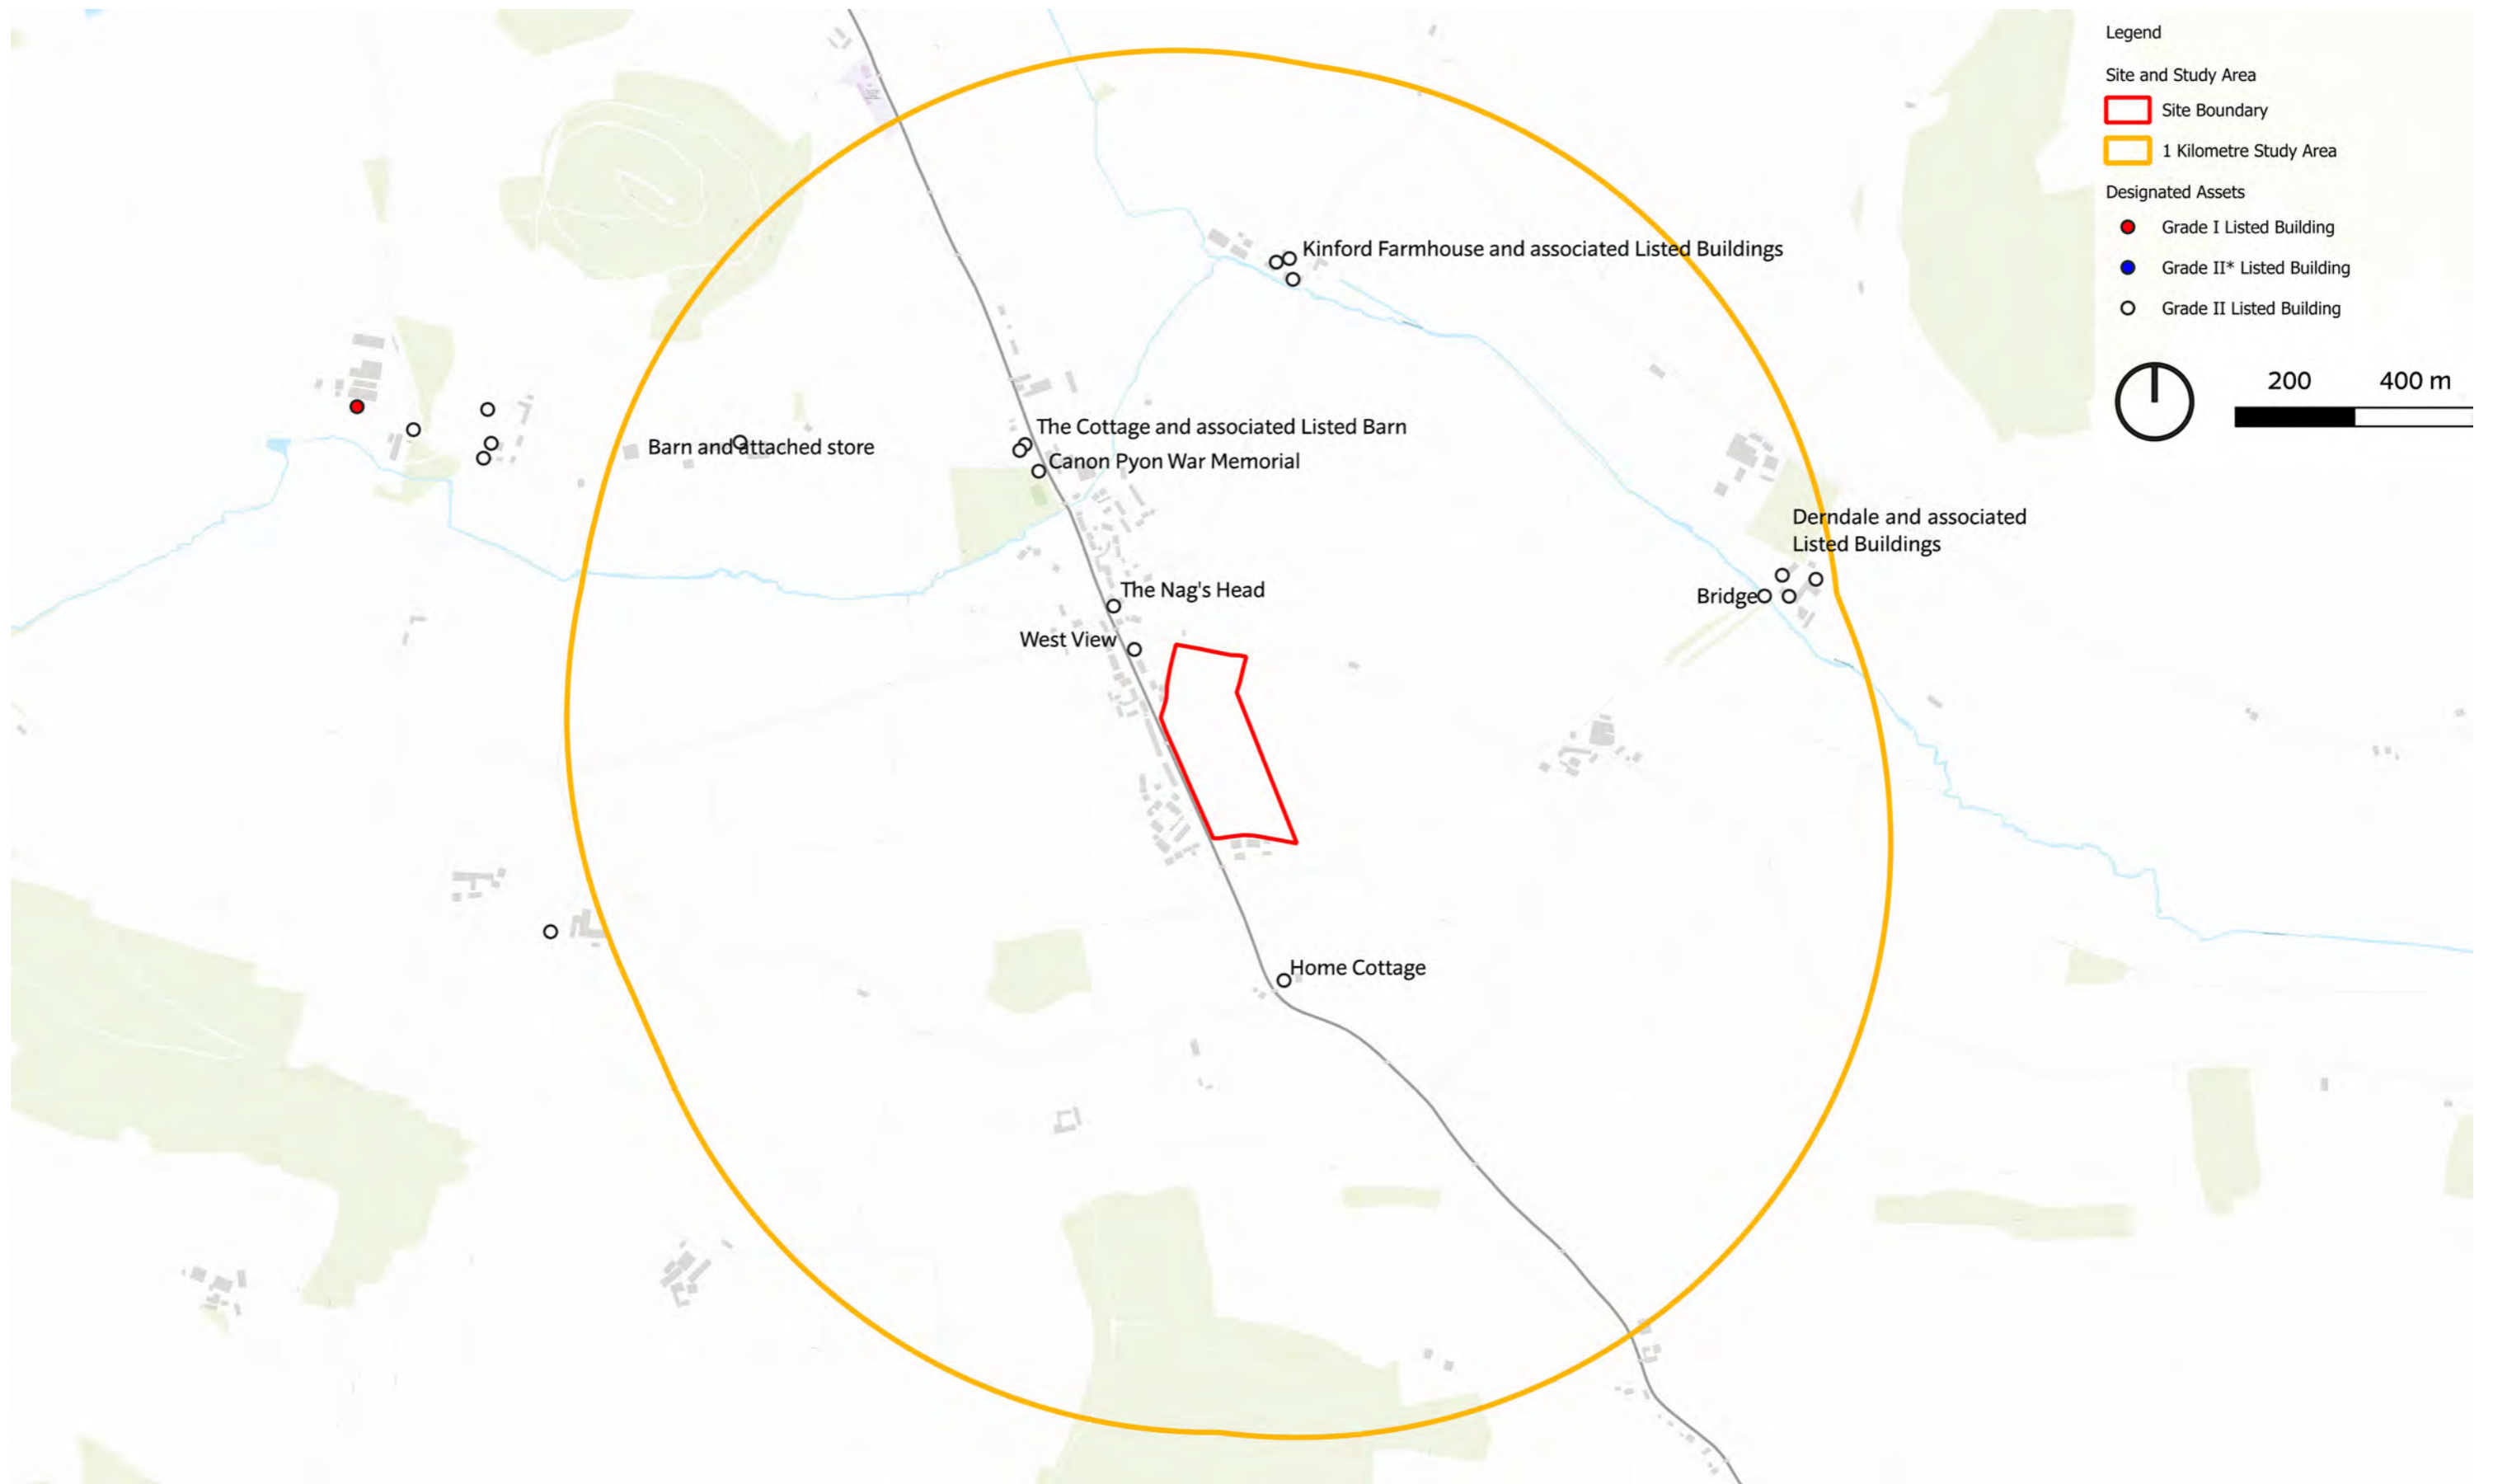 Legend
Site and Study Area
Site Boundary
1 Kilometre Study Area
Designated Assets
Grade I Listed Building
Grade II* Listed Building
Grade II Listed Building
200 400 m
Kinford Farmhouse and associated Listed Buildings
The Cottage and associated Listed Barn
Barn and attached store
Canon Pyon War Memorial
Derndale and associated
Listed Buildings
The Nag's Head
Bridge
West View
Home Cottage